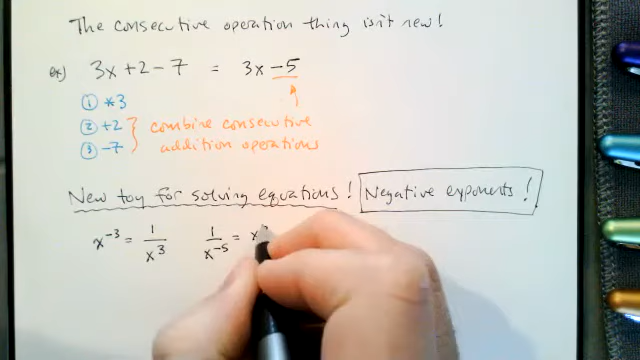 The consecutive operation thing isn't new!
ex) 3x + 2 - 7 = 3x - 5
① *3
② +2 } combine consecutive
③ -7 } addition operations
New toy for solving equations! Negative exponents!
x^-3 = 1/x^3 1/x^-5 = x